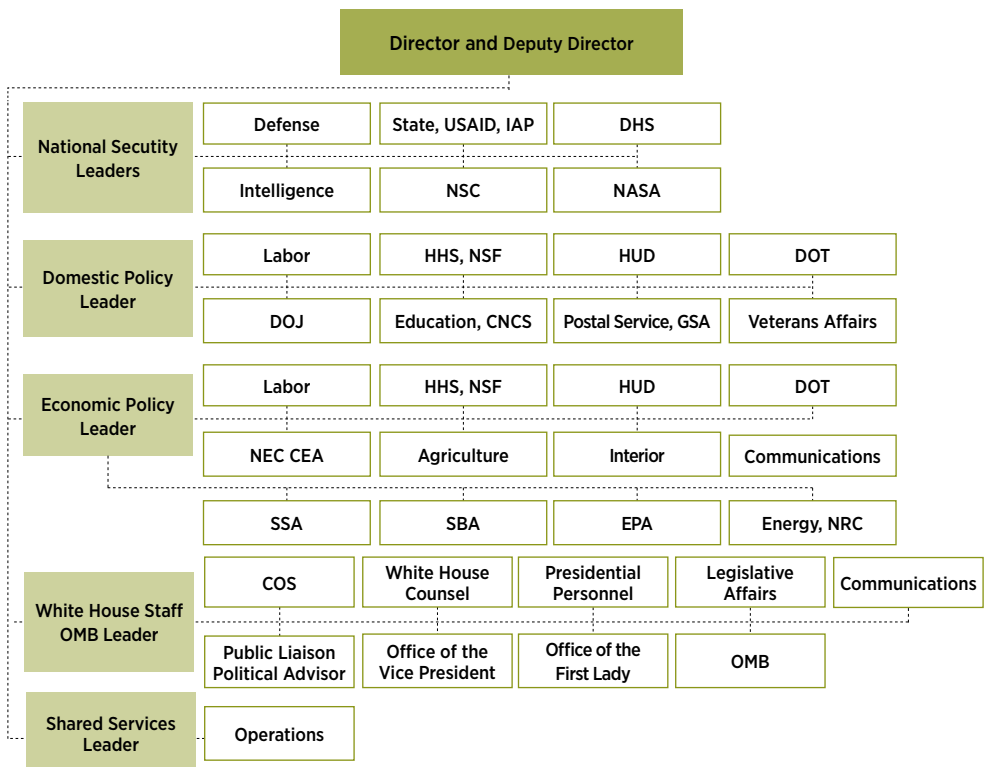 Director and Deputy Director
National Secutity
Leaders
Defense
State, USAID, IAP
DHS
Intelligence
NSC
NASA
Domestic Policy
Leader
Labor
HHS, NSF
HUD
DOT
DOJ
Education, CNCS
Postal Service, GSA
Veterans Affairs
Economic Policy
Leader
Labor
HHS, NSF
HUD
DOT
NEC CEA
Agriculture
Interior
Communications
SSA
SBA
EPA
Energy, NRC
White House Staff
OMB Leader
COS
White House
Counsel
Presidential
Personnel
Legislative
Affairs
Communications
Public Liaison
Political Advisor
Office of the
Vice President
Office of the
First Lady
OMB
Shared Services
Leader
Operations